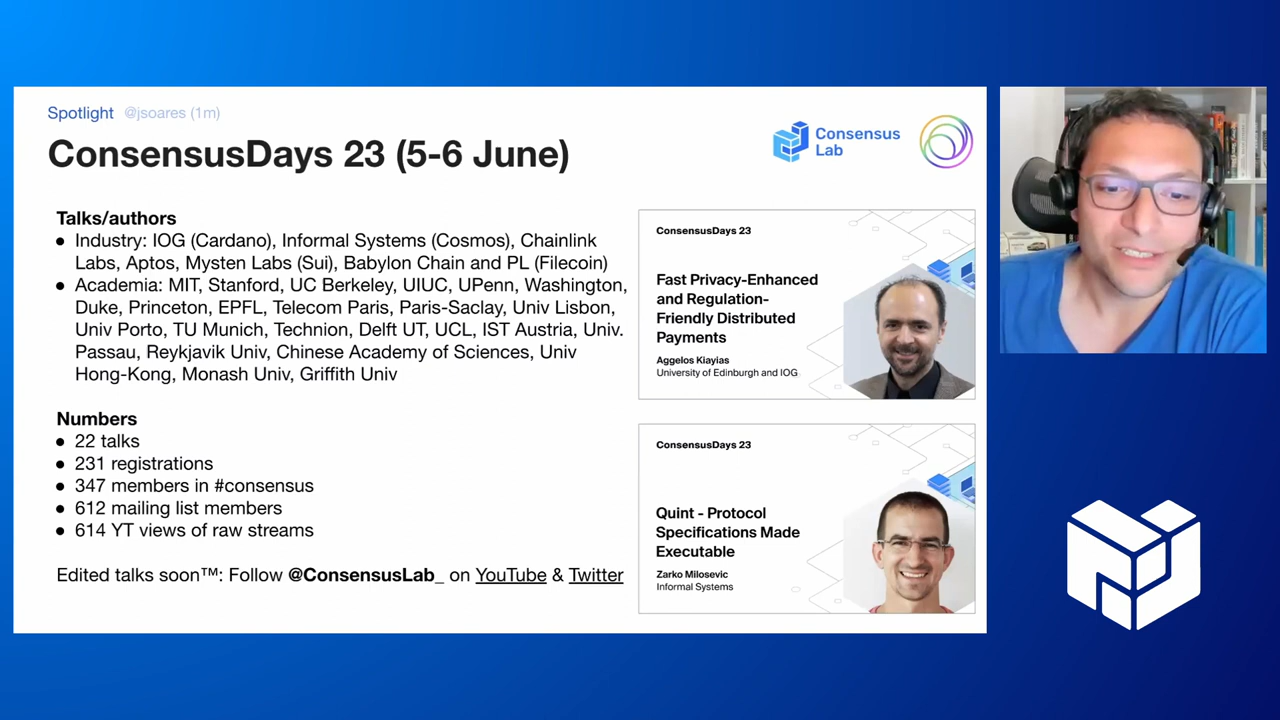 Spotlight @jsoares (1m)
ConsensusDays 23 (5-6 June)
Consensus
Lab
Talks/authors
● Industry: IOG (Cardano), Informal Systems (Cosmos), Chainlink
Labs, Aptos, Mysten Labs (Sui), Babylon Chain and PL (Filecoin)
● Academia: MIT, Stanford, UC Berkeley, UIUC, UPenn, Washington,
Duke, Princeton, EPFL, Telecom Paris, Paris-Saclay, Univ Lisbon,
Univ Porto, TU Munich, Technion, Delft UT, UCL, IST Austria, Univ.
Passau, Reykjavik Univ, Chinese Academy of Sciences, Univ
Hong-Kong, Monash Univ, Griffith Univ
Numbers
● 22 talks
● 231 registrations
● 347 members in #consensus
● 612 mailing list members
● 614 YT views of raw streams
Edited talks soon™: Follow @ConsensusLab_ on YouTube & Twitter
ConsensusDays 23
Fast Privacy-Enhanced
and Regulation-
Friendly Distributed
Payments
Aggelos Kiayias
University of Edinburgh and IOG
ConsensusDays 23
Quint - Protocol
Specifications Made
Executable
Zarko Milosevic
Informal Systems